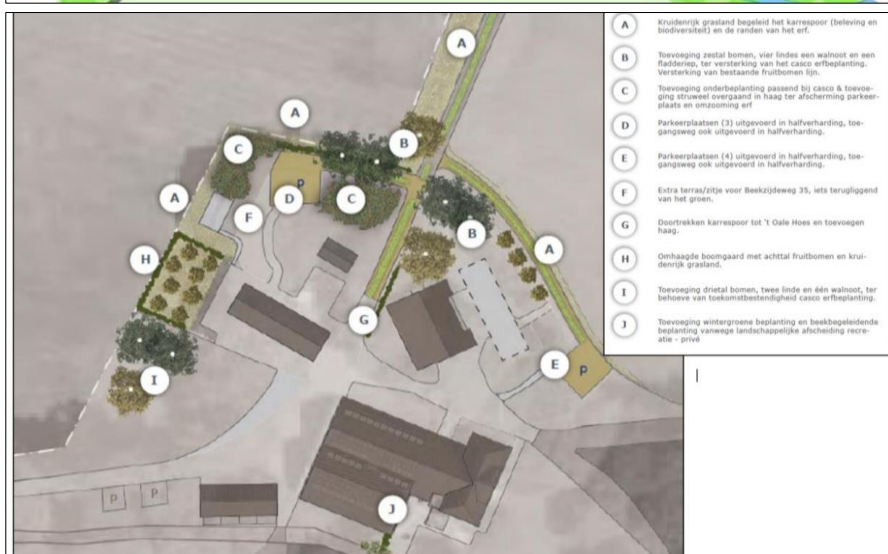 A
Kruidenrijk grasland begeleid het karrespoor (beleving en
biodiversiteit) en de randen van het erf.
B
Toevoeging zestal bomen, vier lindes een walnoot en een
fladderiep, ter versterking van het casco erfbeplanting.
Versterking van bestaande fruitbomen lijn.
C
Toevoeging onderbeplanting passend bij casco & toevoe-
ging struweel overgaand in haag ter afscherming parkeer-
plaats en omzooming erf
D
Parkeerplaatsen (3) uitgevoerd in halfverharding, toe-
gangsweg ook uitgevoerd in halfverharding.
E
Parkeerplaatsen (4) uitgevoerd in halfverharding, toe-
gangsweg ook uitgevoerd in halfverharding.
F
Extra terras/zitje voor Beekzijdeweg 35, iets terugliggend
van het groen.
G
Doortrekken karrespoor tot 't Oale Hoes en toevoegen
haag.
H
Omhaagde boomgaard met achttal fruitbomen en krui-
denrijk grasland.
I
Toevoeging drietal bomen, twee linde en één walnoot, ter
behoeve van toekomstbestendigheid casco erfbeplanting.
J
Toevoeging wintergroene beplanting en beekbegeleidende
beplanting vanwege landschappelijke afscheiding recre-
atie - privé
A
A
B
C
P
D
C
A
F
B
A
H
G
E
P
I
P
P
J